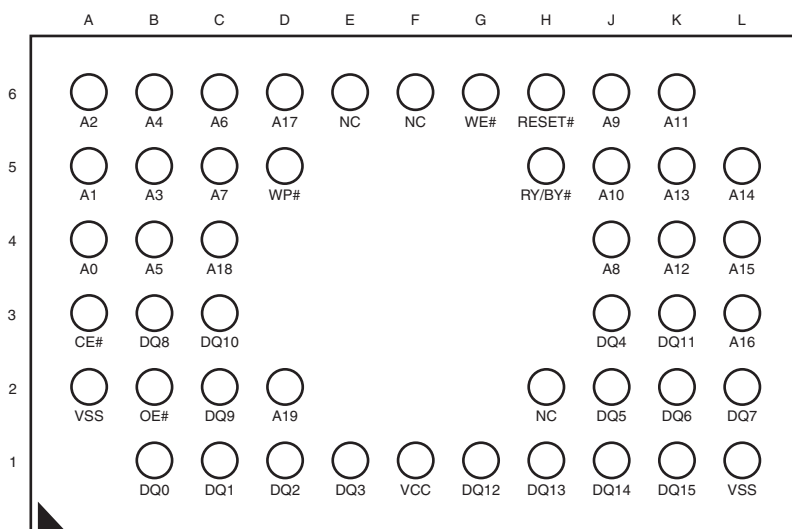 A B C D E F G H J K L
6
A2 A4 A6 A17 NC NC WE# RESET# A9 A11
5
A1 A3 A7 WP# RY/BY# A10 A13 A14
4
A0 A5 A18 A8 A12 A15
3
CE# DQ8 DQ10 DQ4 DQ11 A16
2
VSS OE# DQ9 A19 NC DQ5 DQ6 DQ7
1
DQ0 DQ1 DQ2 DQ3 VCC DQ12 DQ13 DQ14 DQ15 VSS